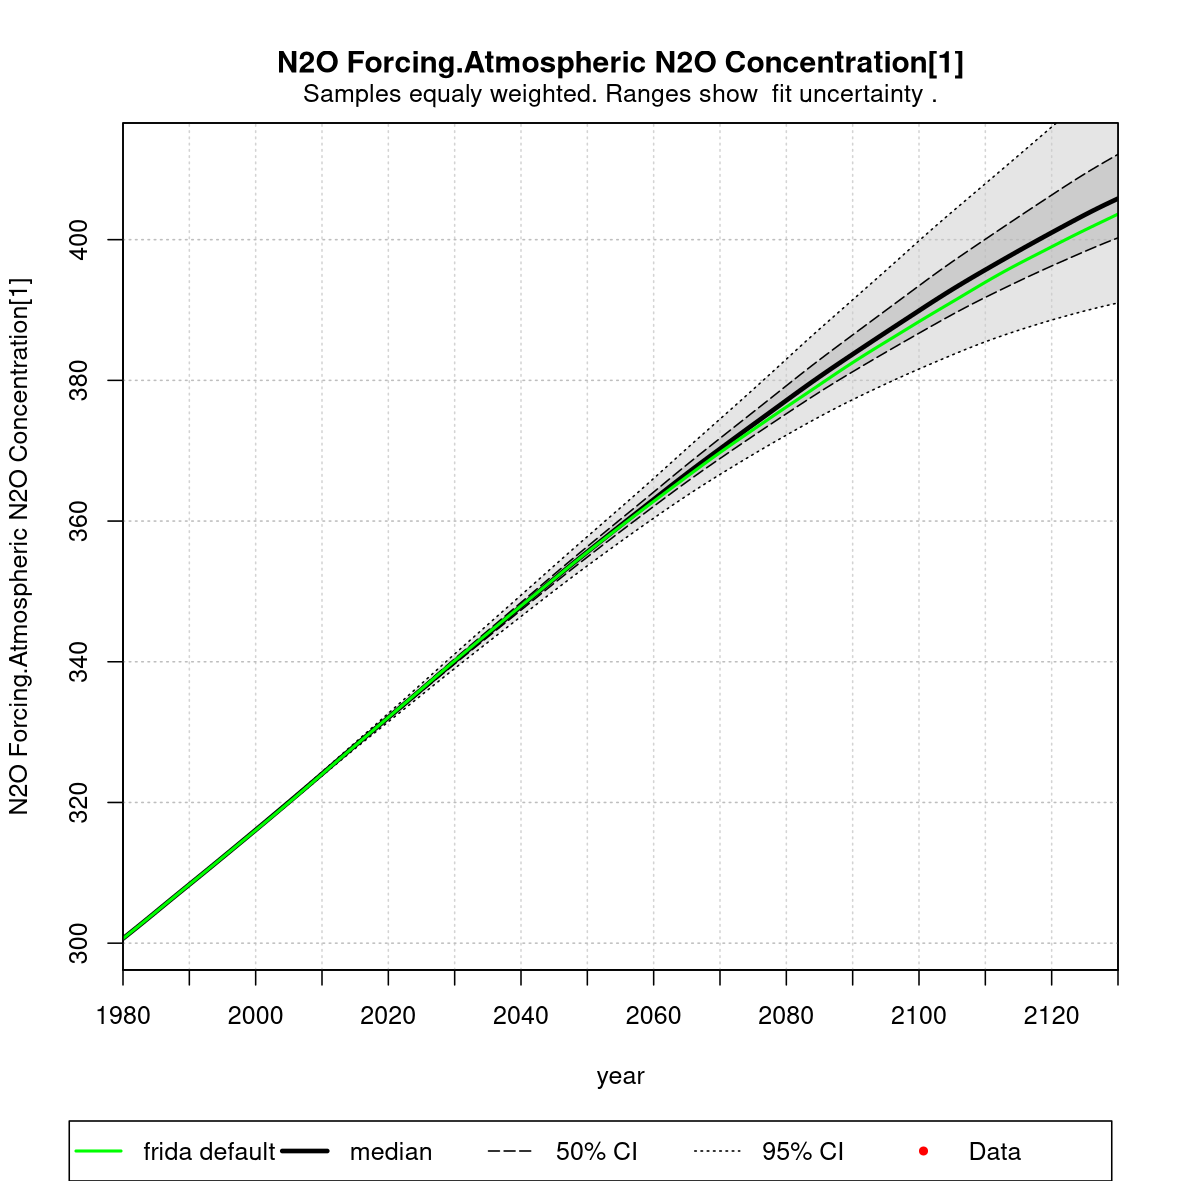 N2O Forcing.Atmospheric N2O Concentration[1]
Samples equaly weighted. Ranges show  fit uncertainty .
N2O Forcing.Atmospheric N2O Concentration[1]
400
380
360
340
320
300
1980 2000 2020 2040 2060 2080 2100 2120
year
frida default median 50% CI 95% CI Data